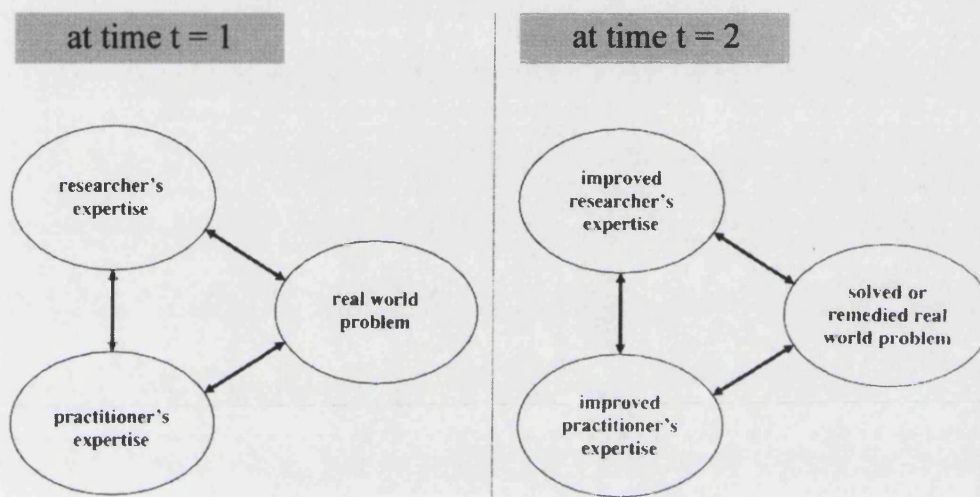 at time t = 1
researcher's
expertise
real world
problem
practitioner's
expertise
at time t = 2
improved
researcher's
expertise
solved or
remedied real
world problem
improved
practitioner's
expertise